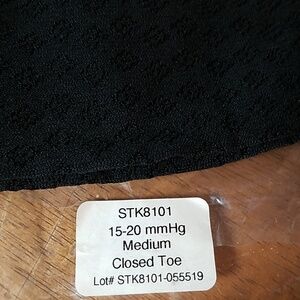 STK8101
15-20 mmHg
Medium
Closed Toe
Lot# STK8101-055519